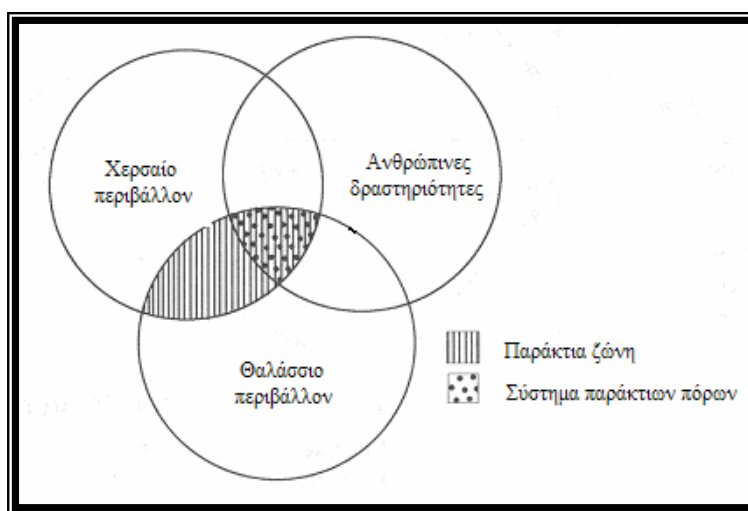 Χερσαίο
περιβάλλον
Ανθρώπινες
δραστηριότητες
Θαλάσσιο
περιβάλλον
Παράκτια ζώνη
Σύστημα παράκτιων πόρων